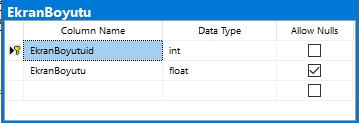 EkranBoyutu
Column Name Data Type Allow Nulls
EkranBoyutuid int
EkranBoyutu float